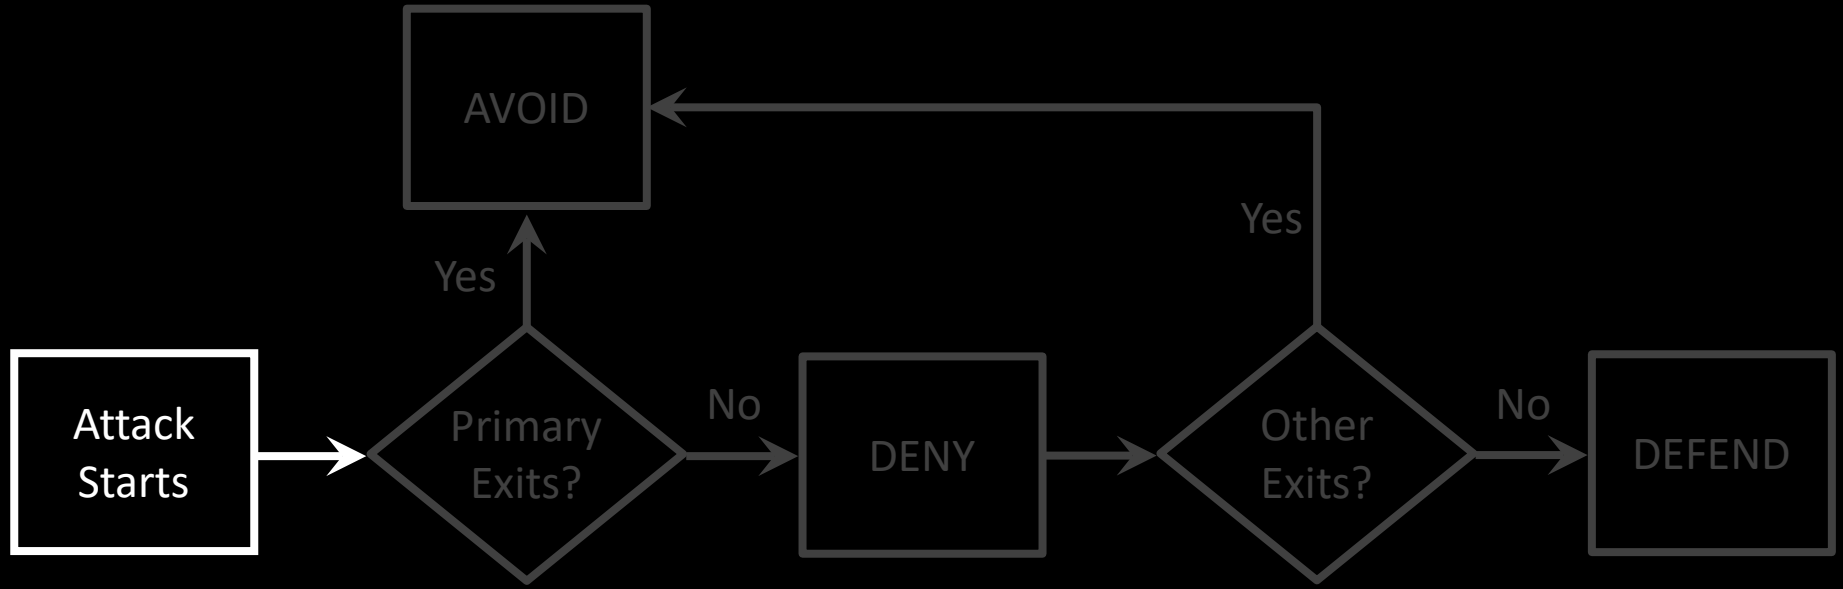 AVOID
Yes
Yes
Attack
Starts
Primary
Exits?
No
DENY
Other
Exits?
No
DEFEND